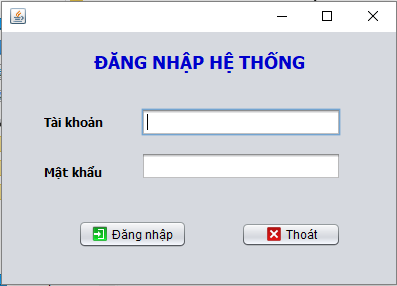 ĐĂNG NHẬP HỆ THỐNG
Tài khoản
Mật khẩu
Đăng nhập
Thoát